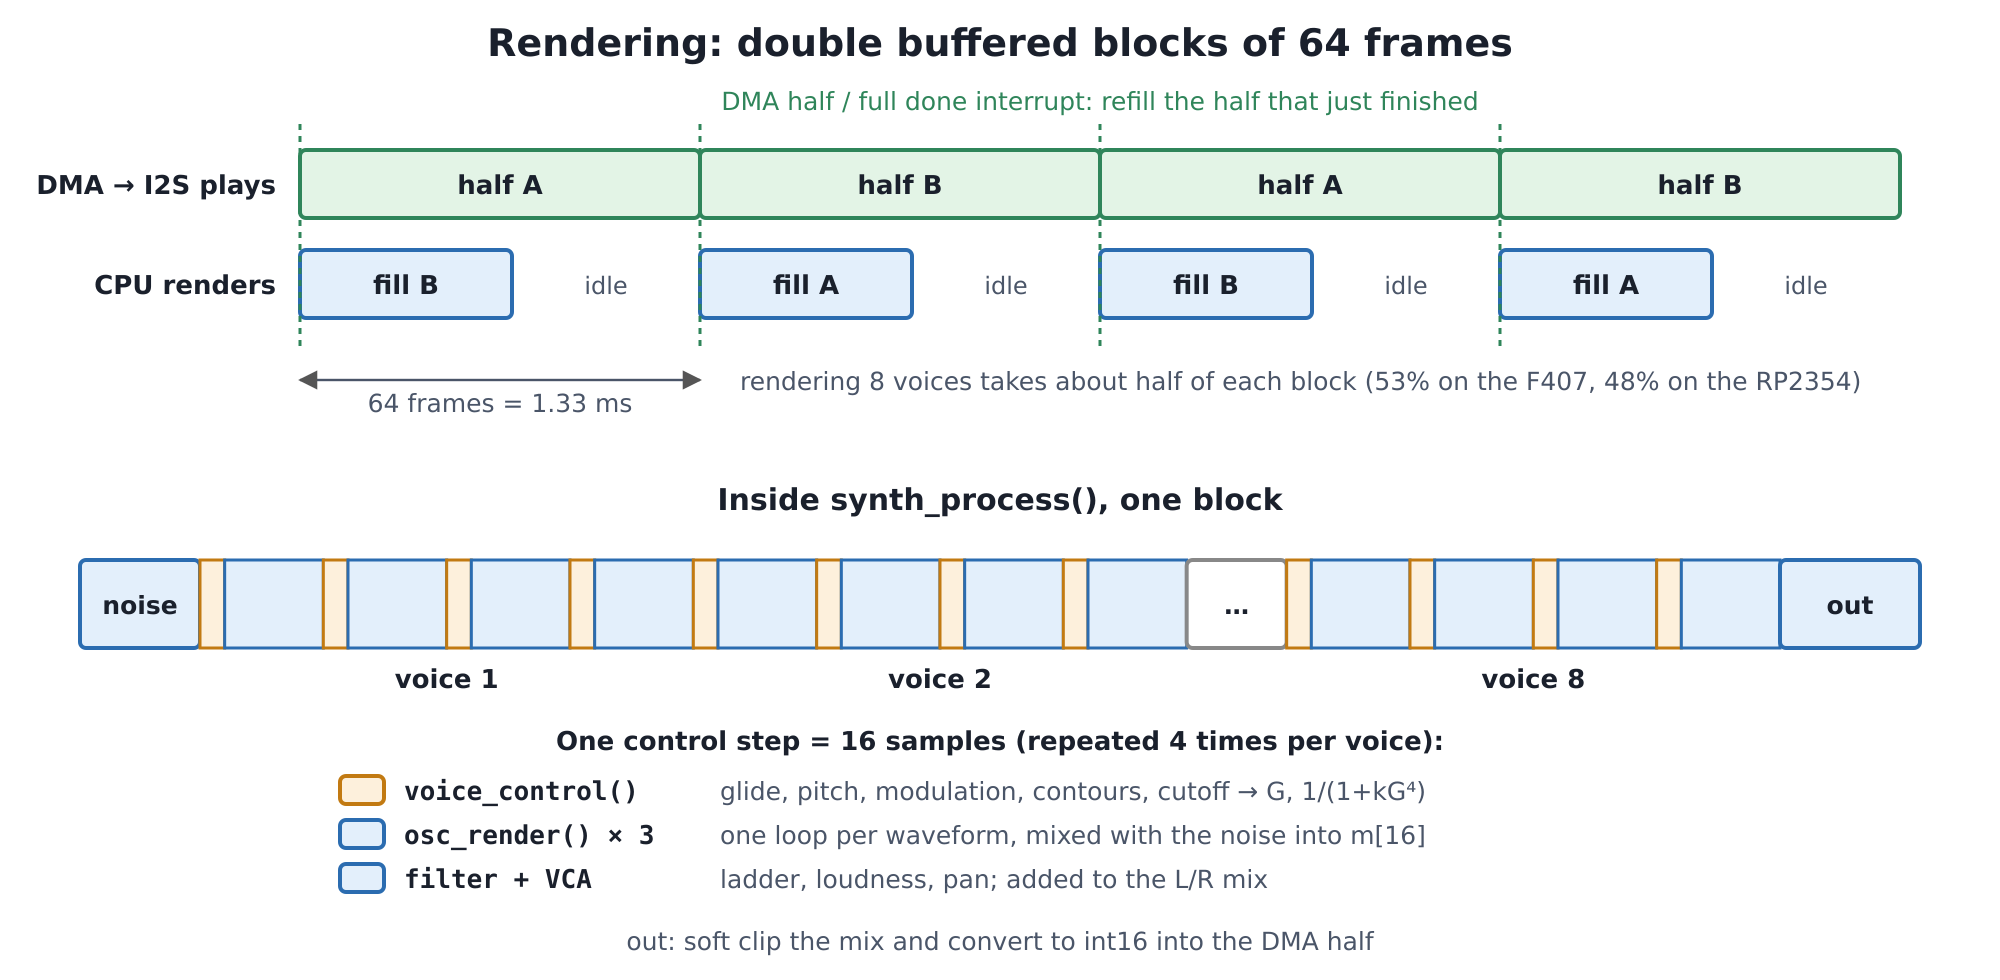 Rendering: double buffered blocks of 64 frames
DMA half / full done interrupt: refill the half that just finished
DMA → I2S plays
half A
half B
half A
half B
CPU renders
fill B
idle
fill A
idle
fill B
idle
fill A
idle
64 frames = 1.33 ms
rendering 8 voices takes about half of each block (53% on the F407, 48% on the RP2354)
Inside synth_process(), one block
noise
...
out
voice 1
voice 2
voice 8
One control step = 16 samples (repeated 4 times per voice):
voice_control() glide, pitch, modulation, contours, cutoff → G, 1/(1+kG⁴)
osc_render() × 3 one loop per waveform, mixed with the noise into m[16]
filter + VCA ladder, loudness, pan; added to the L/R mix
out: soft clip the mix and convert to int16 into the DMA half